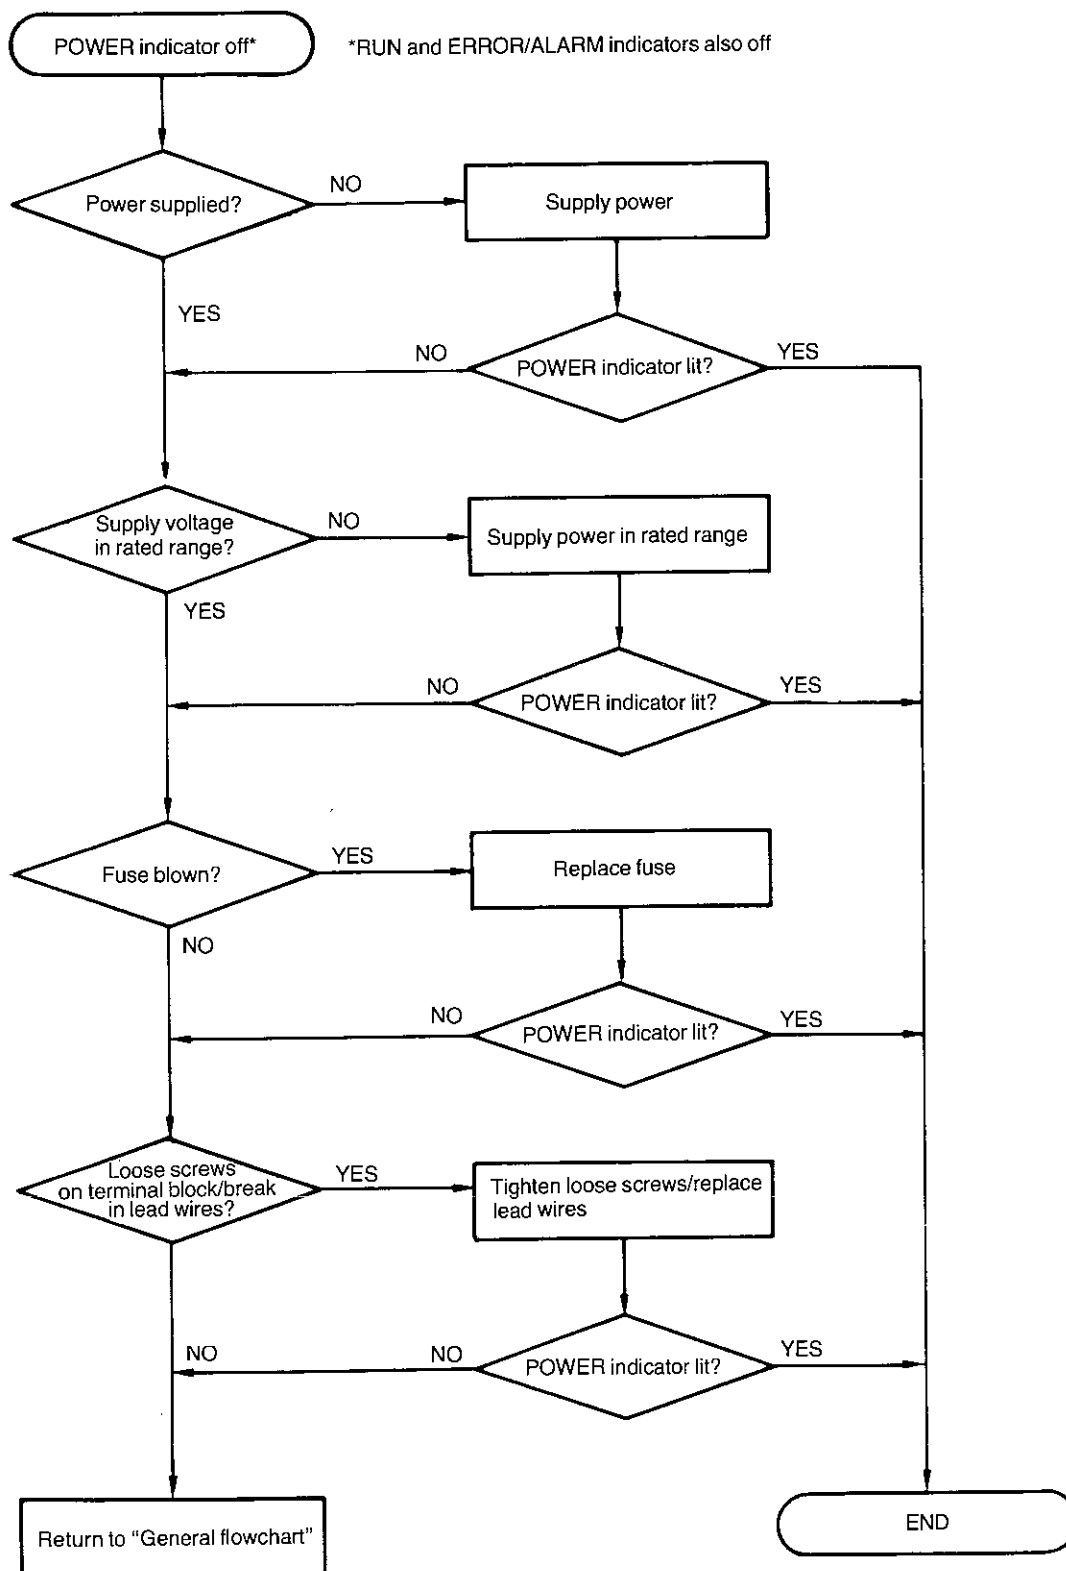 POWER indicator off*
*RUN and ERROR/ALARM indicators also off
Power supplied?
NO
Supply power
YES
NO
POWER indicator lit?
YES
Supply voltage
in rated range?
NO
Supply power in rated range
YES
NO
POWER indicator lit?
YES
Fuse blown?
YES
Replace fuse
NO
NO
POWER indicator lit?
YES
Loose screws
on terminal block/break
in lead wires?
YES
Tighten loose screws/replace
lead wires
NO
NO
POWER indicator lit?
YES
Return to “General flowchart”
END